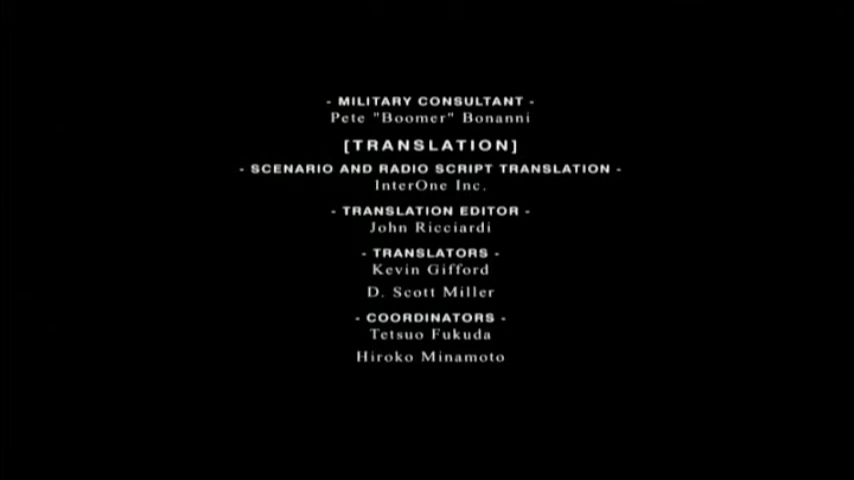 - MILITARY CONSULTANT -
Pete "Boomer" Bonanni
[TRANSLATION]
- SCENARIO AND RADIO SCRIPT TRANSLATION -
InterOne Inc.
- TRANSLATION EDITOR -
John Ricciardi
- TRANSLATORS -
Kevin Gifford
D. Scott Miller
- COORDINATORS -
Tetsuo Fukuda
Hiroko Minamoto